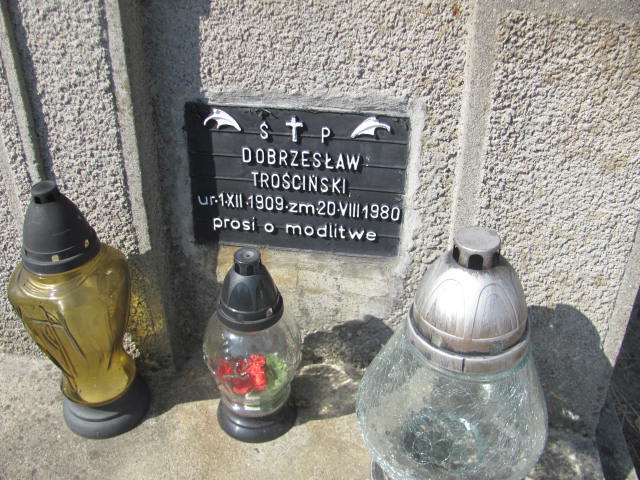 Ś P
DOBRZESŁAW
TROŚCIŃSKI
ur·1·XII·1909·zm·20·VIII·1980
prosi o modlitwe